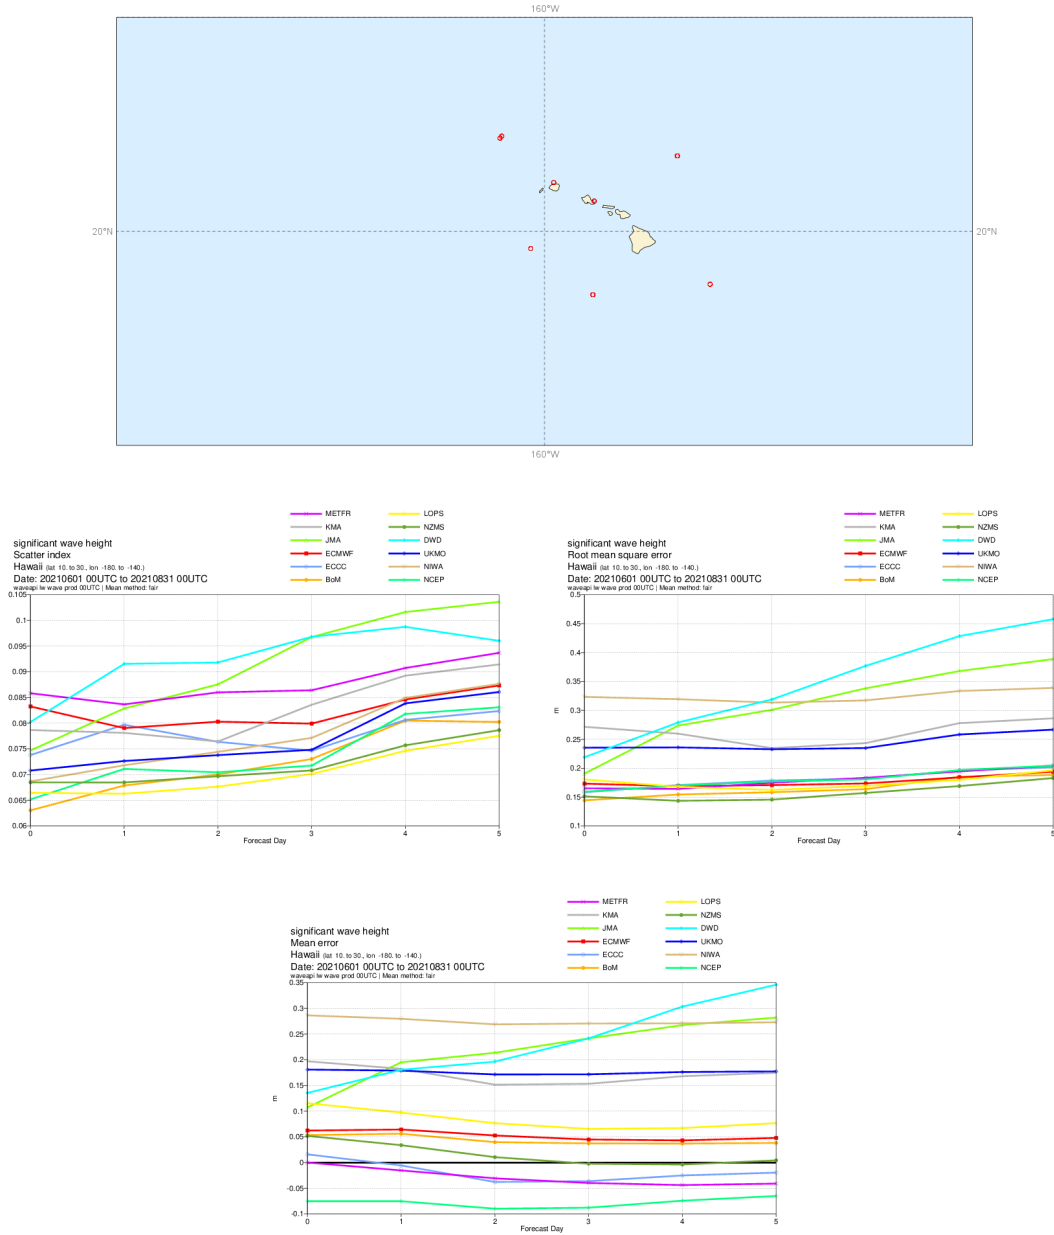 160°W
20°N 20°N
160°W
METFR LOPS
KMA NZMS
JMA DWD
ECMWF UKMO
ECCC NIWA
BoM NCEP
significant wave height
Scatter index
Hawaii (lat 10. to 30., lon -180. to -140.)
Date: 20210601 00UTC to 20210831 00UTC
waveapi lw wave prod 00UTC | Mean method: fair
0.105
0.1
0.095
0.09
0.085
0.08
0.075
0.07
0.065
0.06
0 1 2 3 4 5
Forecast Day
METFR LOPS
KMA NZMS
JMA DWD
ECMWF UKMO
ECCC NIWA
BoM NCEP
significant wave height
Root mean square error
Hawaii (lat 10. to 30., lon -180. to -140.)
Date: 20210601 00UTC to 20210831 00UTC
waveapi lw wave prod 00UTC | Mean method: fair
0.5
0.45
0.4
0.35
0.3
0.25
0.2
0.15
0.1
m
0 1 2 3 4 5
Forecast Day
METFR LOPS
KMA NZMS
JMA DWD
ECMWF UKMO
ECCC NIWA
BoM NCEP
significant wave height
Mean error
Hawaii (lat 10. to 30., lon -180. to -140.)
Date: 20210601 00UTC to 20210831 00UTC
waveapi lw wave prod 00UTC | Mean method: fair
0.35
0.3
0.25
0.2
0.15
0.1
0.05
0
-0.05
-0.1
m
0 1 2 3 4 5
Forecast Day